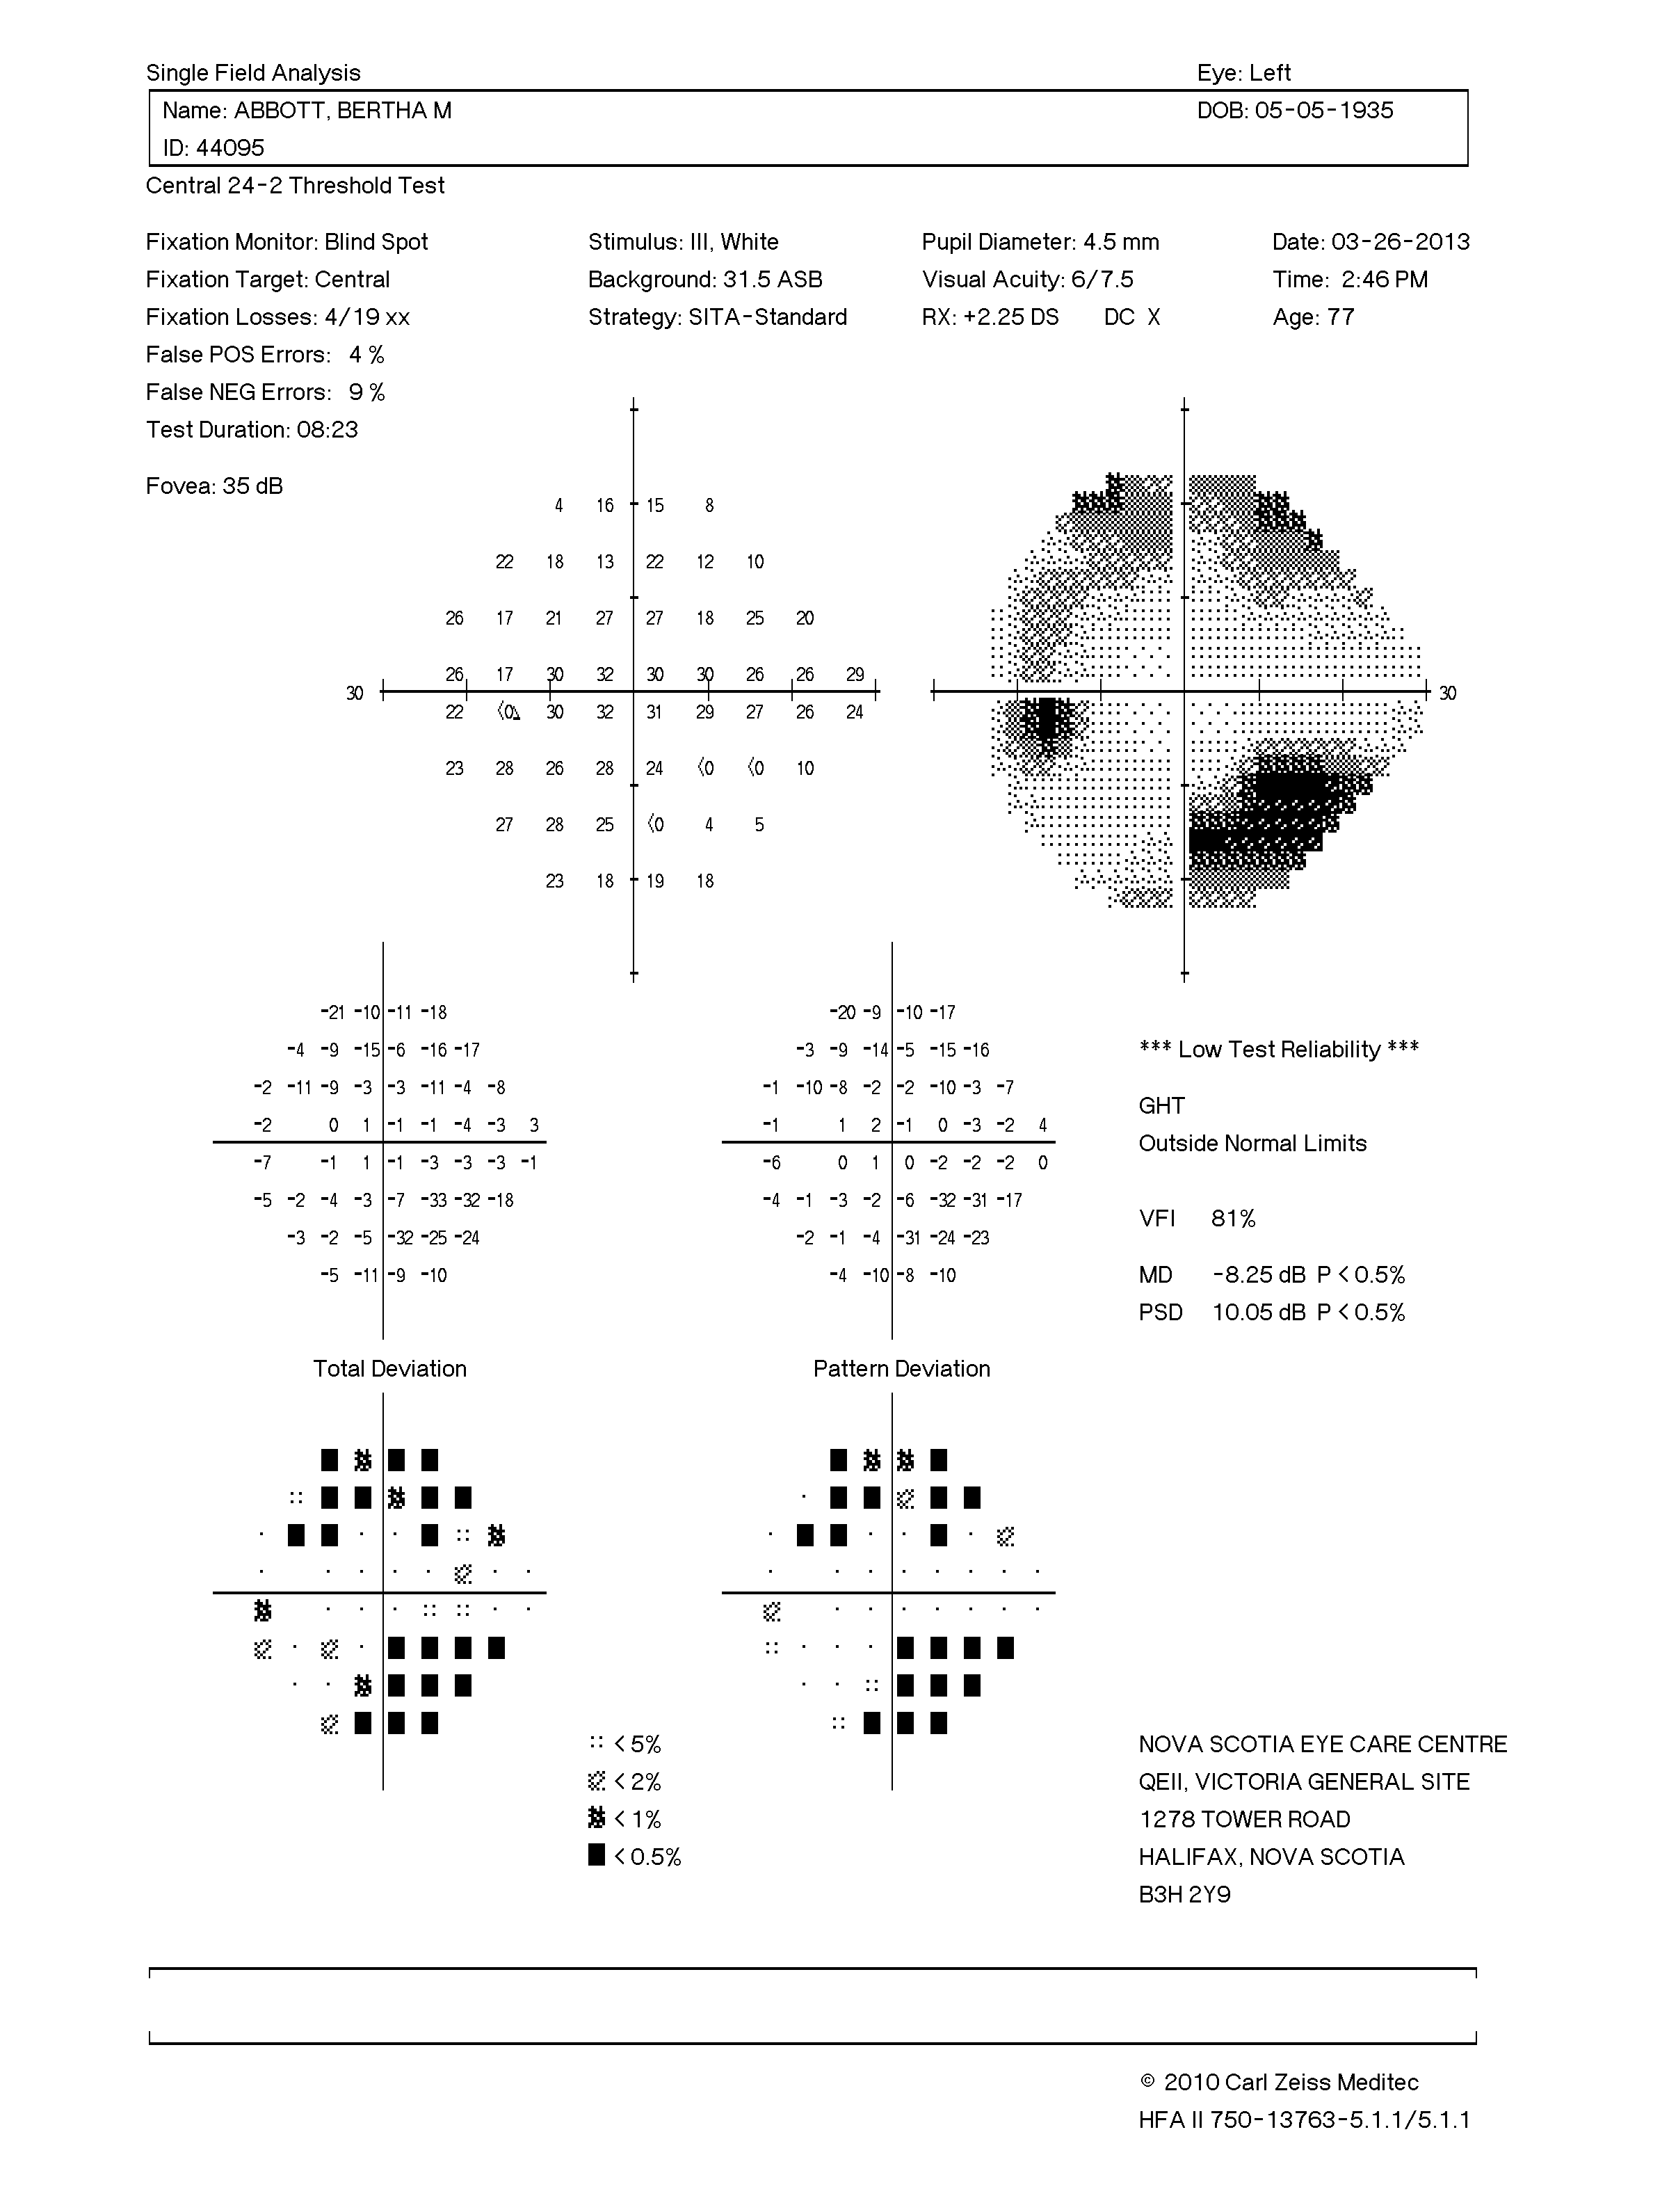 Single Field Analysis Eye: Left
Name: ABBOTT, BERTHA M DOB: 05-05-1935
ID: 44095
Central 24-2 Threshold Test
Fixation Monitor: Blind Spot Stimulus: III, White Pupil Diameter: 4.5 mm Date: 03-26-2013
Fixation Target: Central Background: 31.5 ASB Visual Acuity: 6/7.5 Time: 2:46 PM
Fixation Losses: 4/19 xx Strategy: SITA-Standard RX: +2.25 DS DC X Age: 77
False POS Errors: 4 %
False NEG Errors: 9 %
Test Duration: 08:23
Fovea: 35 dB
4 16 15 8
22 18 13 22 12 10
26 17 21 27 27 18 25 20
26 17 30 32 30 30 26 26 29
30 30
22 <0 30 32 31 29 27 26 24
23 28 26 28 24 <0 <0 10
27 28 25 <0 4 5
23 18 19 18
-21 -10 -11 -18 -20 -9 -10 -17
-4 -9 -15 -6 -16 -17 -3 -9 -14 -5 -15 -16 *** Low Test Reliability ***
-2 -11 -9 -3 -3 -11 -4 -8 -1 -10 -8 -2 -2 -10 -3 -7
GHT
-2 0 1 -1 -1 -4 -3 3 -1 1 2 -1 0 -3 -2 4
Outside Normal Limits
-7 -1 1 -1 -3 -3 -3 -1 -6 0 1 0 -2 -2 -2 0
-5 -2 -4 -3 -7 -33 -32 -18 -4 -1 -3 -2 -6 -32 -31 -17
VFI 81%
-3 -2 -5 -32 -25 -24 -2 -1 -4 -31 -24 -23
-5 -11 -9 -10 -4 -10 -8 -10 MD -8.25 dB P < 0.5%
PSD 10.05 dB P < 0.5%
Total Deviation Pattern Deviation
< 5% NOVA SCOTIA EYE CARE CENTRE
< 2% QEII, VICTORIA GENERAL SITE
< 1% 1278 TOWER ROAD
< 0.5% HALIFAX, NOVA SCOTIA
B3H 2Y9
© 2010 Carl Zeiss Meditec
HFA II 750-13763-5.1.1/5.1.1